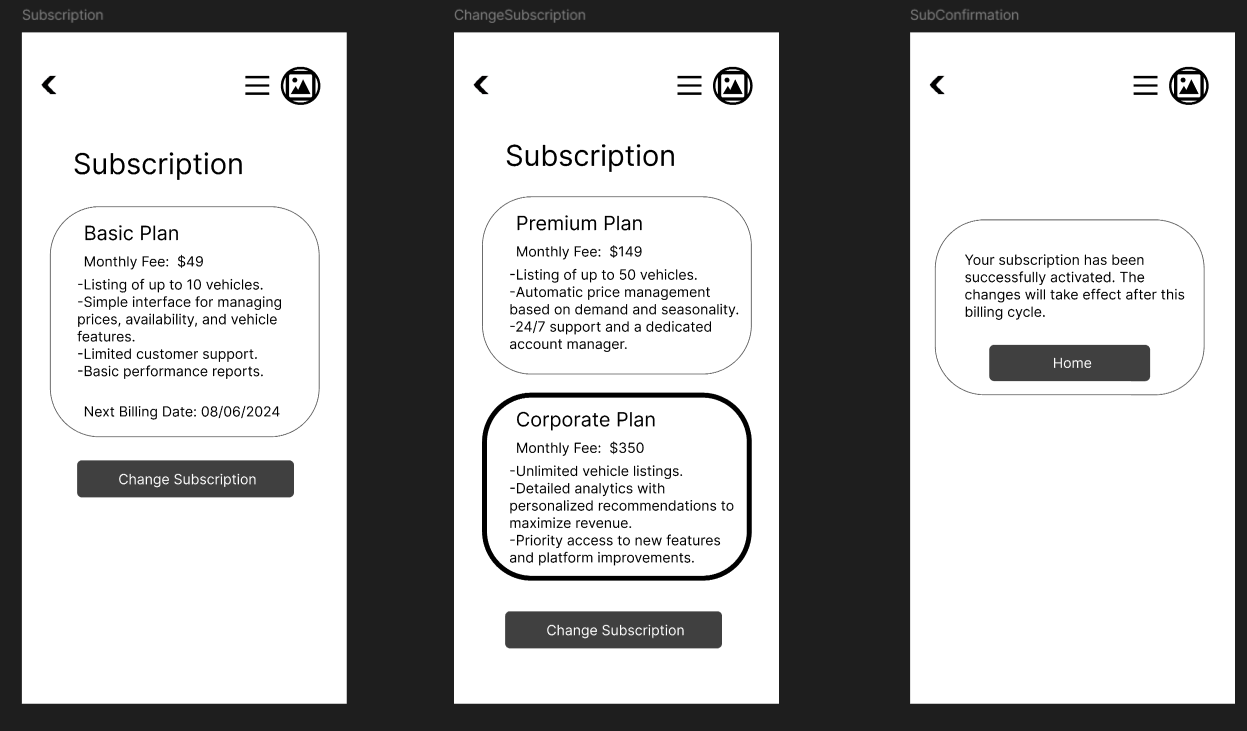 Subscription
Subscription
Basic Plan
Monthly Fee:  $49
-Listing of up to 10 vehicles.
-Simple interface for managing
prices, availability, and vehicle
features.
-Limited customer support.
-Basic performance reports.
Next Billing Date: 08/06/2024
Change Subscription
ChangeSubscription
Subscription
Premium Plan
Monthly Fee:  $149
-Listing of up to 50 vehicles.
-Automatic price management
based on demand and seasonality.
-24/7 support and a dedicated
account manager.
Corporate Plan
Monthly Fee:  $350
-Unlimited vehicle listings.
-Detailed analytics with
personalized recommendations to
maximize revenue.
-Priority access to new features
and platform improvements.
Change Subscription
SubConfirmation
Your subscription has been
successfully activated. The
changes will take effect after this
billing cycle.
Home